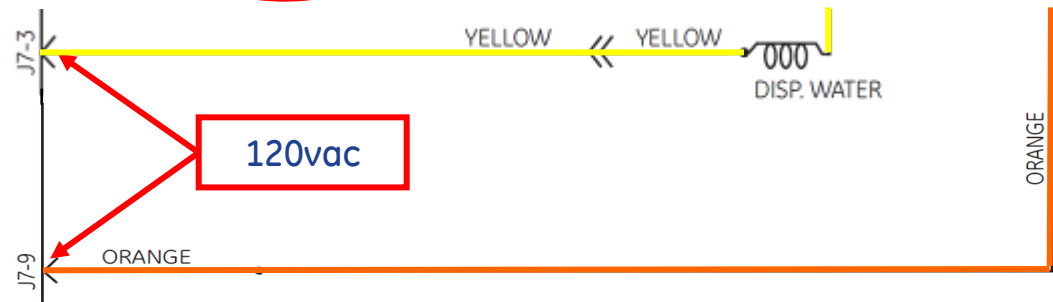 J7-3
YELLOW
YELLOW
DISP. WATER
120vac
ORANGE
J7-9
ORANGE